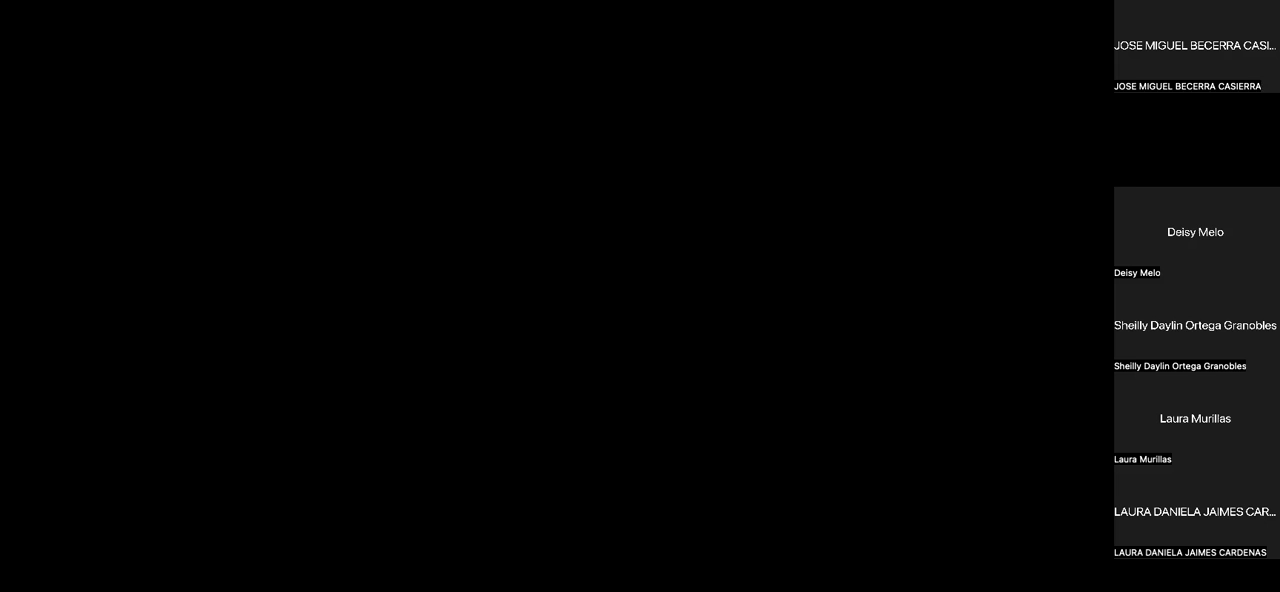 JOSE MIGUEL BECERRA CASI...
JOSE MIGUEL BECERRA CASIERRA
Deisy Melo
Deisy Melo
Sheilly Daylin Ortega Granobles
Sheilly Daylin Ortega Granobles
Laura Murillas
Laura Murillas
LAURA DANIELA JAIMES CAR...
LAURA DANIELA JAIMES CARDENAS